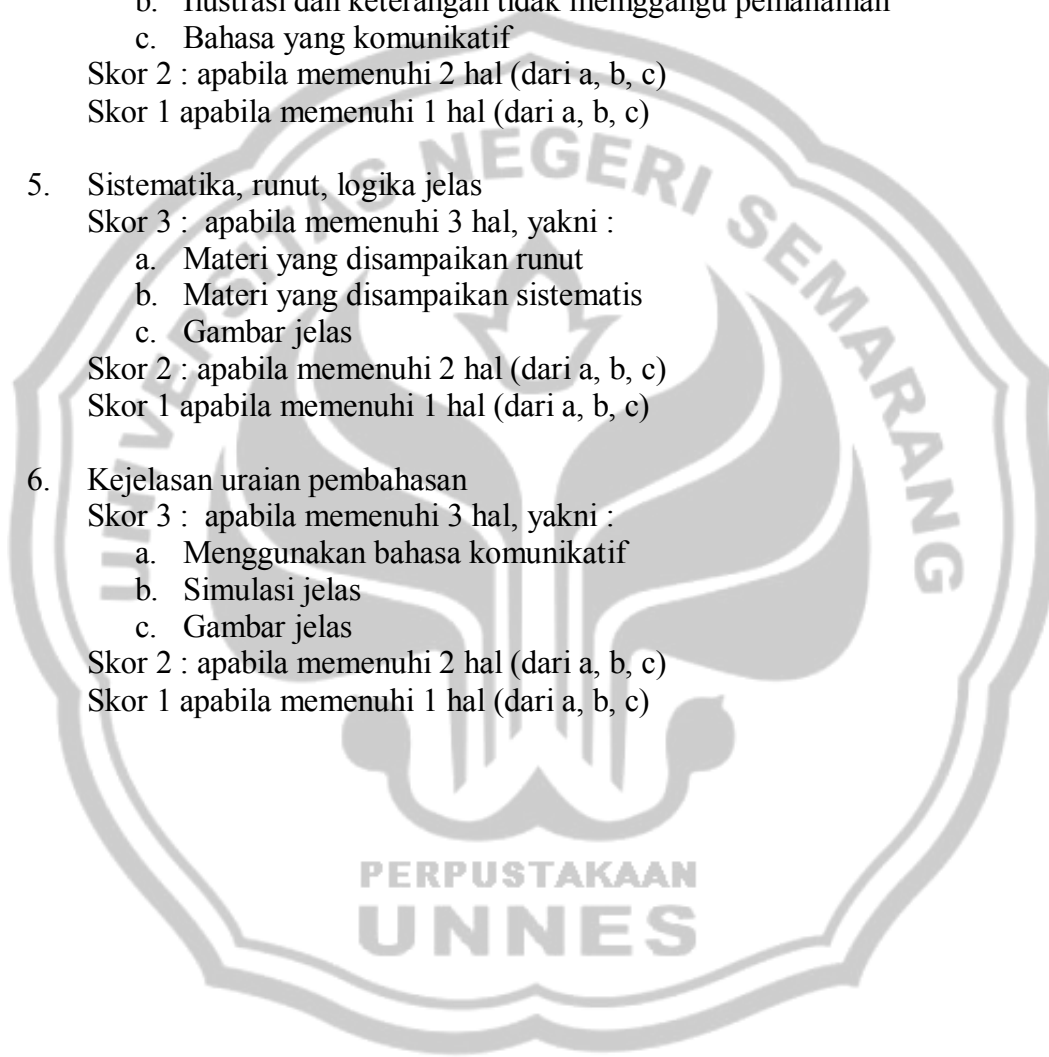 b. Ilustrasi dan keterangan tidak memggangu pemahaman
c. Bahasa yang komunikatif
Skor 2 : apabila memenuhi 2 hal (dari a, b, c)
Skor 1 apabila memenuhi 1 hal (dari a, b, c)
5. Sistematika, runut, logika jelas
Skor 3 : apabila memenuhi 3 hal, yakni :
a. Materi yang disampaikan runut
b. Materi yang disampaikan sistematis
c. Gambar jelas
Skor 2 : apabila memenuhi 2 hal (dari a, b, c)
Skor 1 apabila memenuhi 1 hal (dari a, b, c)
6. Kejelasan uraian pembahasan
Skor 3 : apabila memenuhi 3 hal, yakni :
a. Menggunakan bahasa komunikatif
b. Simulasi jelas
c. Gambar jelas
Skor 2 : apabila memenuhi 2 hal (dari a, b, c)
Skor 1 apabila memenuhi 1 hal (dari a, b, c)
UNIVERSITAS NEGERI SEMARANG
PERPUSTAKAAN
UNNES